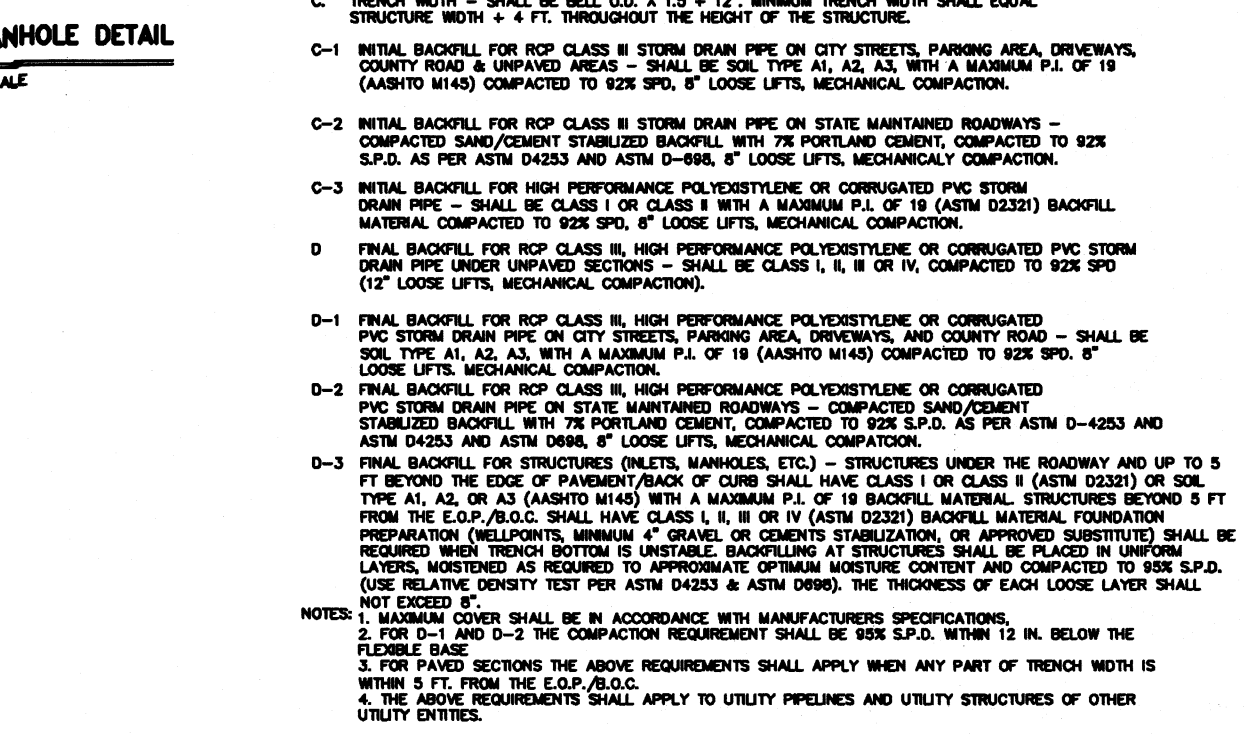 C. TRENCH WIDTH – SHALL BE BELL O.D. X 1.5 + 12". MINIMUM TRENCH WIDTH SHALL EQUAL
STRUCTURE WIDTH + 4 FT. THROUGHOUT THE HEIGHT OF THE STRUCTURE.
NHOLE DETAIL
ALE
C-1 INITIAL BACKFILL FOR RCP CLASS III STORM DRAIN PIPE ON CITY STREETS, PARKING AREA, DRIVEWAYS,
COUNTY ROAD & UNPAVED AREAS – SHALL BE SOIL TYPE A1, A2, A3, WITH A MAXIMUM P.I. OF 19
(AASHTO M145) COMPACTED TO 92% SPD, 8" LOOSE LIFTS, MECHANICAL COMPACTION.
C-2 INITIAL BACKFILL FOR RCP CLASS III STORM DRAIN PIPE ON STATE MAINTAINED ROADWAYS –
COMPACTED SAND/CEMENT STABILIZED BACKFILL WITH 7% PORTLAND CEMENT, COMPACTED TO 92%
S.P.D. AS PER ASTM D4253 AND ASTM D-698, 8" LOOSE LIFTS, MECHANICALY COMPACTION.
C-3 INITIAL BACKFILL FOR HIGH PERFORMANCE POLYEXISTYLENE OR CORRUGATED PVC STORM
DRAIN PIPE – SHALL BE CLASS I OR CLASS II WITH A MAXIMUM P.I. OF 19 (ASTM D2321) BACKFILL
MATERIAL COMPACTED TO 92% SPD, 8" LOOSE LIFTS, MECHANICAL COMPACTION.
D FINAL BACKFILL FOR RCP CLASS III, HIGH PERFORMANCE POLYEXISTYLENE OR CORRUGATED PVC STORM
DRAIN PIPE UNDER UNPAVED SECTIONS – SHALL BE CLASS I, II, III OR IV, COMPACTED TO 92% SPD
(12" LOOSE LIFTS, MECHANICAL COMPACTION).
D-1 FINAL BACKFILL FOR RCP CLASS III, HIGH PERFORMANCE POLYEXISTYLENE OR CORRUGATED
PVC STORM DRAIN PIPE ON CITY STREETS, PARKING AREA, DRIVEWAYS, AND COUNTY ROAD – SHALL BE
SOIL TYPE A1, A2, A3, WITH A MAXIMUM P.I. OF 19 (AASHTO M145) COMPACTED TO 92% SPD. 8"
LOOSE LIFTS. MECHANICAL COMPACTION.
D-2 FINAL BACKFILL FOR RCP CLASS III, HIGH PERFORMANCE POLYEXISTYLENE OR CORRUGATED
PVC STORM DRAIN PIPE ON STATE MAINTAINED ROADWAYS – COMPACTED SAND/CEMENT
STABILIZED BACKFILL WITH 7% PORTLAND CEMENT, COMPACTED TO 92% S.P.D. AS PER ASTM D-4253 AND
ASTM D4253 AND ASTM D698, 8" LOOSE LIFTS, MECHANICAL COMPATCION.
D-3 FINAL BACKFILL FOR STRUCTURES (INLETS, MANHOLES, ETC.) – STRUCTURES UNDER THE ROADWAY AND UP TO 5
FT BEYOND THE EDGE OF PAVEMENT/BACK OF CURB SHALL HAVE CLASS I OR CLASS II (ASTM D2321) OR SOIL
TYPE A1, A2, OR A3 (AASHTO M145) WITH A MAXIMUM P.I. OF 19 BACKFILL MATERIAL. STRUCTURES BEYOND 5 FT
FROM THE E.O.P./B.O.C. SHALL HAVE CLASS I, II, III OR IV (ASTM D2321) BACKFILL MATERIAL FOUNDATION
PREPARATION (WELLPOINTS, MINIMUM 4" GRAVEL OR CEMENTS STABILIZATION, OR APPROVED SUBSTITUTE) SHALL BE
REQUIRED WHEN TRENCH BOTTOM IS UNSTABLE. BACKFILLING AT STRUCTURES SHALL BE PLACED IN UNIFORM
LAYERS, MOISTENED AS REQUIRED TO APPROXIMATE OPTIMUM MOISTURE CONTENT AND COMPACTED TO 95% S.P.D.
(USE RELATIVE DENSITY TEST PER ASTM D4253 & ASTM D698). THE THICKNESS OF EACH LOOSE LAYER SHALL
NOT EXCEED 8".
NOTES: 1. MAXIMUM COVER SHALL BE IN ACCORDANCE WITH MANUFACTURERS SPECIFICATIONS,
2. FOR D-1 AND D-2 THE COMPACTION REQUIREMENT SHALL BE 95% S.P.D. WITHIN 12 IN. BELOW THE
FLEXIBLE BASE
3. FOR PAVED SECTIONS THE ABOVE REQUIREMENTS SHALL APPLY WHEN ANY PART OF TRENCH WIDTH IS
WITHIN 5 FT. FROM THE E.O.P./B.O.C.
4. THE ABOVE REQUIREMENTS SHALL APPLY TO UTILITY PIPELINES AND UTILITY STRUCTURES OF OTHER
UTILITY ENTITIES.